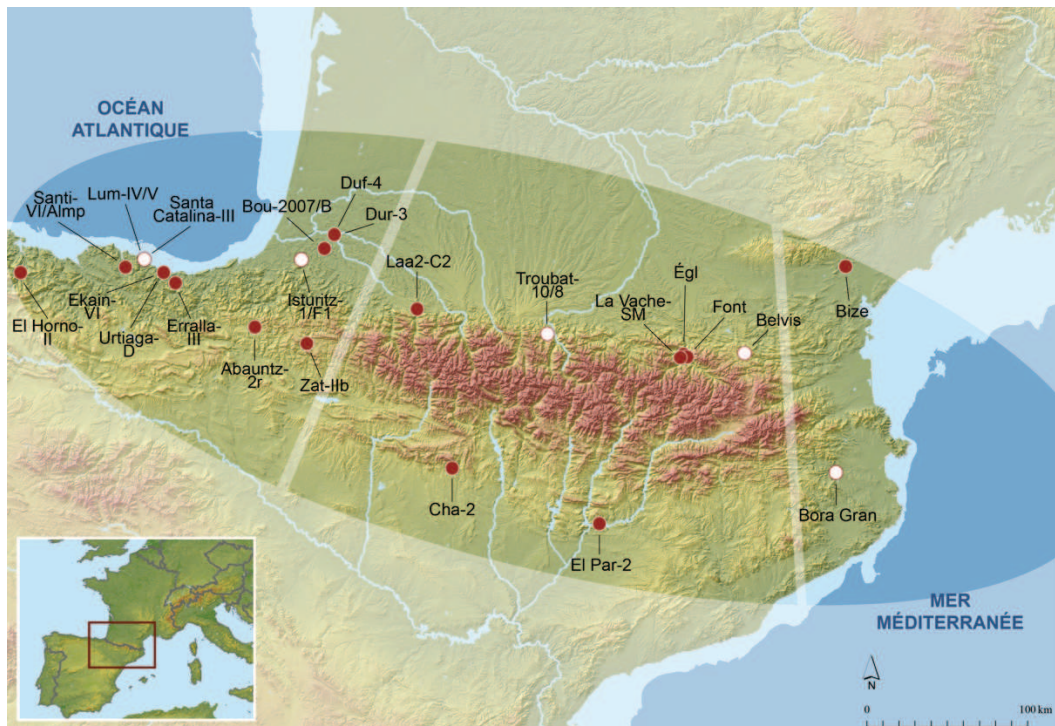 OCÉAN
ATLANTIQUE
Santi-
VI/Almp
Lum-IV/V
Santa
Catalina-III
Bou-2007/B
Duf-4
Dur-3
Laa2-C2
Troubat-
10/8
La Vache-
SM
Égl
Font
Belvis
Bize
El Horno-
II
Ekain-
VI
Urtiaga-
D
Erralla-
III
Abauntz-
2r
Isturitz-
1/F1
Zat-IIb
Cha-2
El Par-2
Bora Gran
MER
MÉDITERRANÉE
N
0
100 km